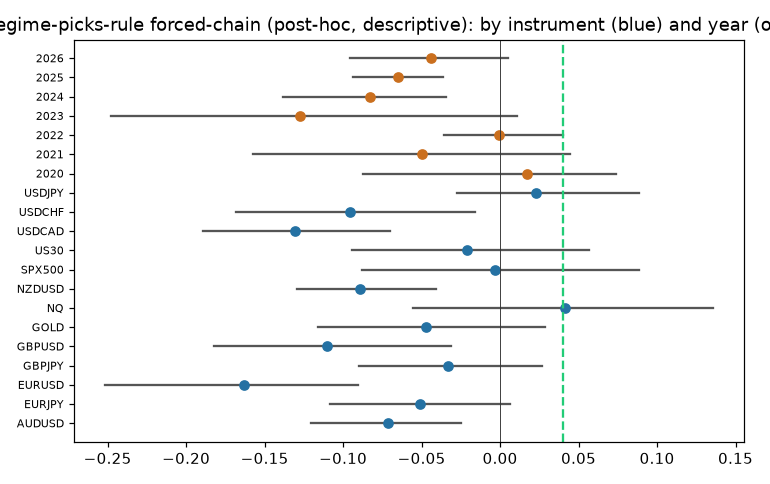 egime-picks-rule forced-chain (post-hoc, descriptive): by instrument (blue) and year (o
2026
2025
2024
2023
2022
2021
2020
USDJPY
USDCHF
USDCAD
US30
SPX500
NZDUSD
NQ
GOLD
GBPUSD
GBPJPY
EURUSD
EURJPY
AUDUSD
−0.25 −0.20 −0.15 −0.10 −0.05 0.00 0.05 0.10 0.15